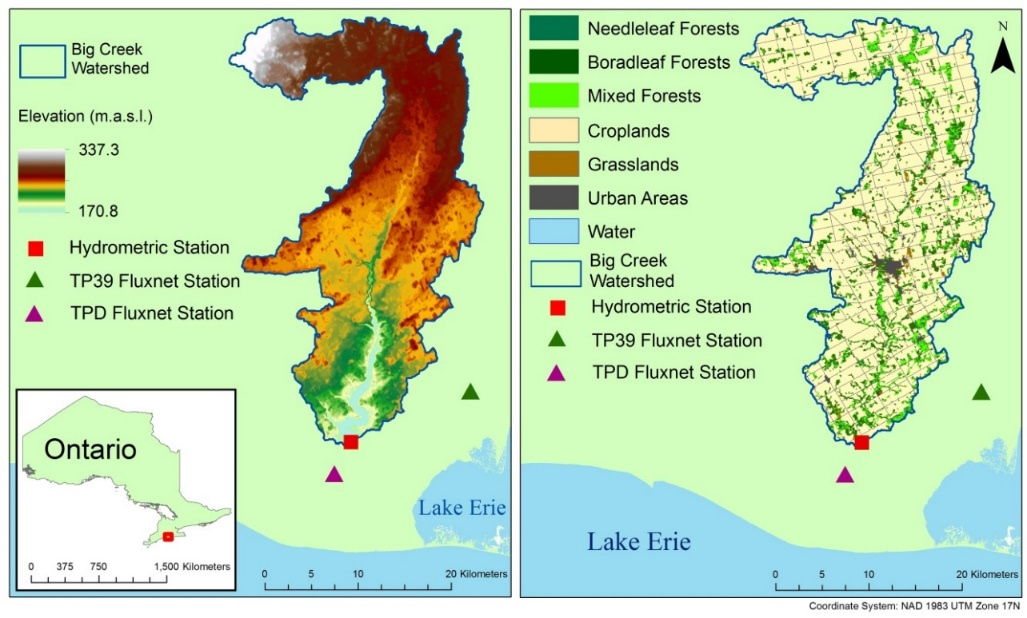 Big Creek
Watershed
Elevation (m.a.s.l.)
337.3
170.8
Hydrometric Station
TP39 Fluxnet Station
TPD Fluxnet Station
Ontario
0 375 750 1,500 Kilometers
Lake Erie
0 5 10 20 Kilometers
Needleleaf Forests
Boradleaf Forests
Mixed Forests
Croplands
Grasslands
Urban Areas
Water
Big Creek
Watershed
Hydrometric Station
TP39 Fluxnet Station
TPD Fluxnet Station
N
Lake Erie
0 5 10 20 Kilometers
Coordinate System: NAD 1983 UTM Zone 17N